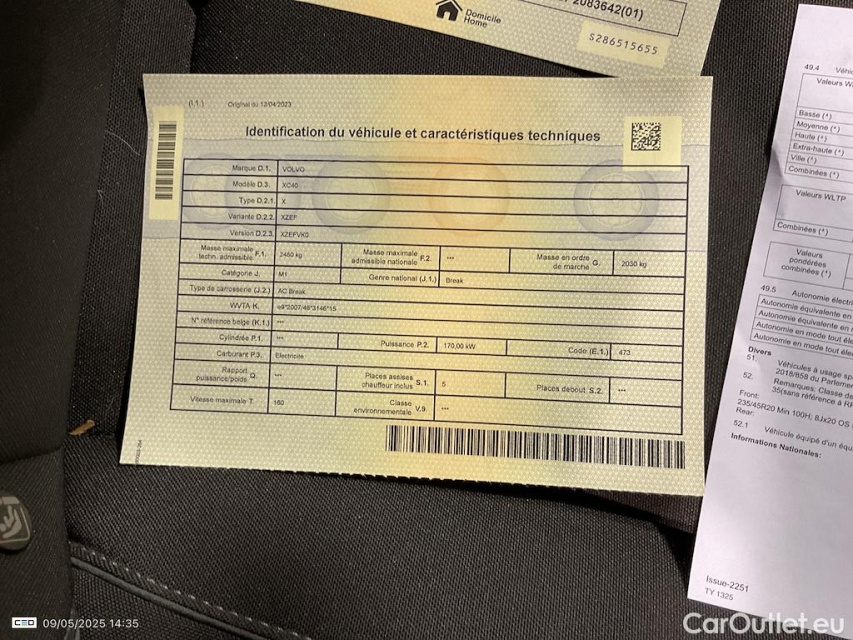 2083642(01)
Domicile
Home
S286515655
(I.1.) Original du 12/04/2023
Identification du véhicule et caractéristiques techniques
Marque D.1. VOLVO
Modèle D.3. XC40
Type D.2.1. X
Variante D.2.2. XZEF
Version D.2.3. XZEFVK0
Masse maximale techn. admissible F.1. 2450 kg Masse maximale admissible nationale F.2. --- Masse en ordre de marche G. 2030 kg
Catégorie J. M1 Genre national (J.1.) Break
Type de carrosserie (J.2.) AC Break
WVTA K. e9*2007/46*3146*15
N° référence belge (K.1.) ---
Cylindrée P.1. --- Puissance P.2. 170,00 kW Code (E.1.) 473
Carburant P.3. Electricité
Rapport puissance/poids Q. --- Places assises chauffeur inclus S.1. 5 Places debout S.2. ---
Vitesse maximale T. 180 Classe environnementale V.9. ---
49.4 Véhic
Valeurs W
Basse (*)
Moyenne (*)
Haute (*)
Extra-haute (*)
Ville (*)
Combinées (*)
Valeurs WLTP
Combinées (*)
Valeurs
pondérées
combinées (*)
49.5 Autonomie électri
Autonomie équivalente en
Autonomie équivalente en
Autonomie en mode tout éle
Autonomie en mode tout éle
Divers
51. Véhicules à usage sp
2018/858 du Parleme
52. Remarques: Classe de
35(sans référence à RF
Front:
235/45R20 Min 100H; 8Jx20 OS
Rear:
52.1 Véhicule équipé d'un équ
Informations Nationales:
Issue-2251
TY 1325
CED 09/05/2025 14:35
CarOutlet.eu